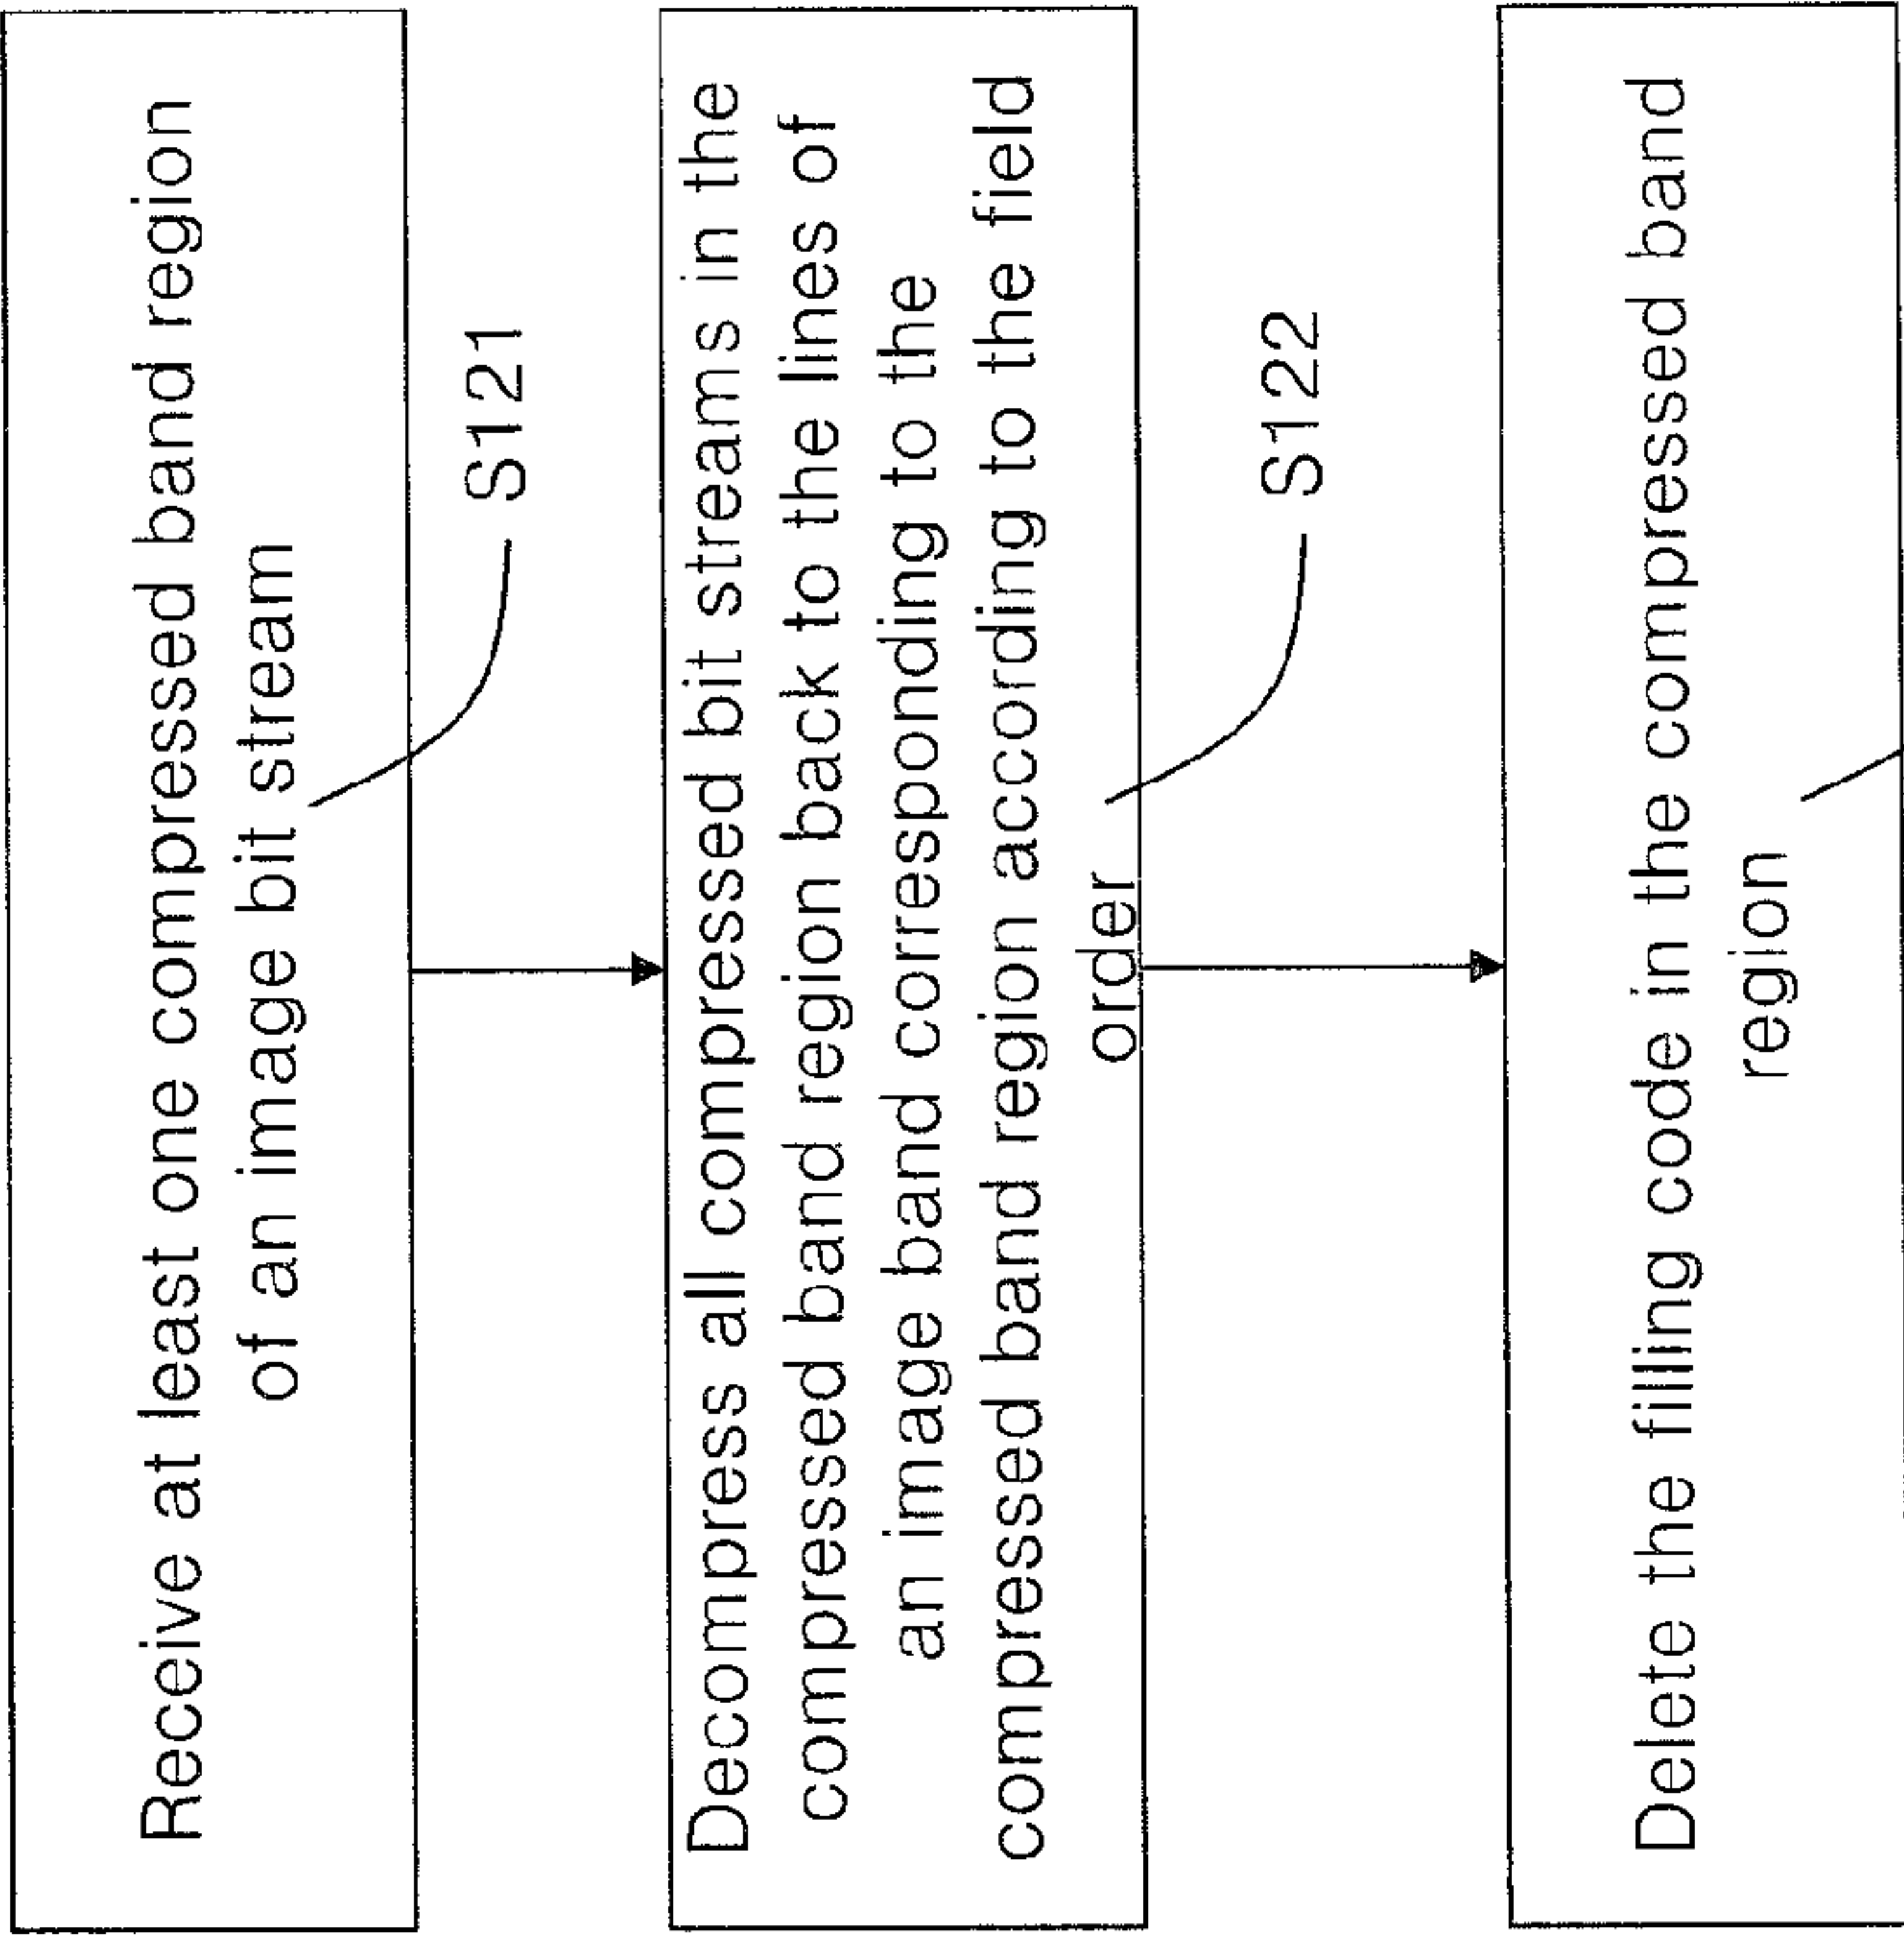 Receive at least one compressed band region
of an image bit stream
S121
Decompress all compressed bit streams in the
compressed band region back to the lines of
an image band corresponding to the
compressed band region according to the field
order
S122
Delete the filling code in the compressed band
region